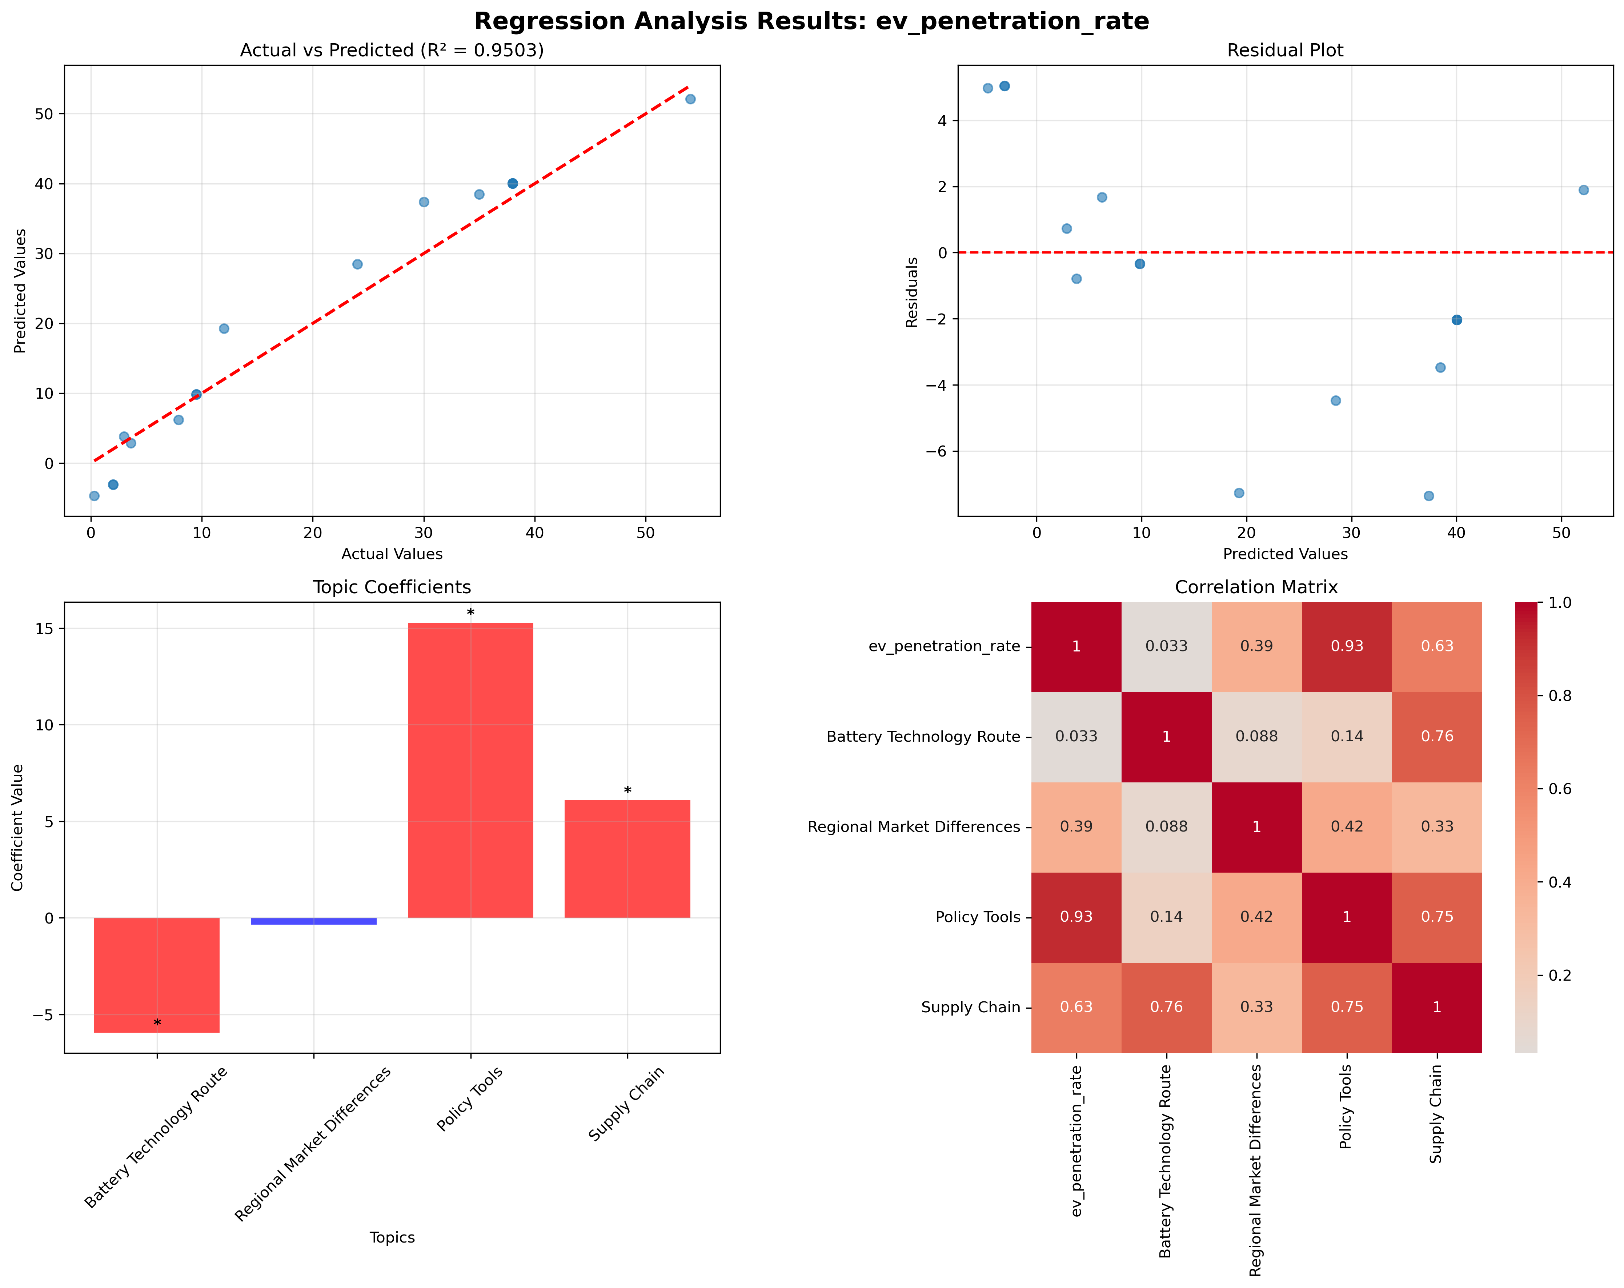 Regression Analysis Results: ev_penetration_rate
Actual vs Predicted (R² = 0.9503)
Predicted Values
50
40
30
20
10
0
0 10 20 30 40 50
Actual Values
Residual Plot
Residuals
4
2
0
−2
−4
−6
0 10 20 30 40 50
Predicted Values
Topic Coefficients
Coefficient Value
15
10
5
0
−5
*
*
*
Battery Technology Route
Regional Market Differences
Policy Tools
Supply Chain
Topics
Correlation Matrix
ev_penetration_rate 1 0.033 0.39 0.93 0.63
Battery Technology Route 0.033 1 0.088 0.14 0.76
Regional Market Differences 0.39 0.088 1 0.42 0.33
Policy Tools 0.93 0.14 0.42 1 0.75
Supply Chain 0.63 0.76 0.33 0.75 1
ev_penetration_rate
Battery Technology Route
Regional Market Differences
Policy Tools
Supply Chain
1.0
0.8
0.6
0.4
0.2